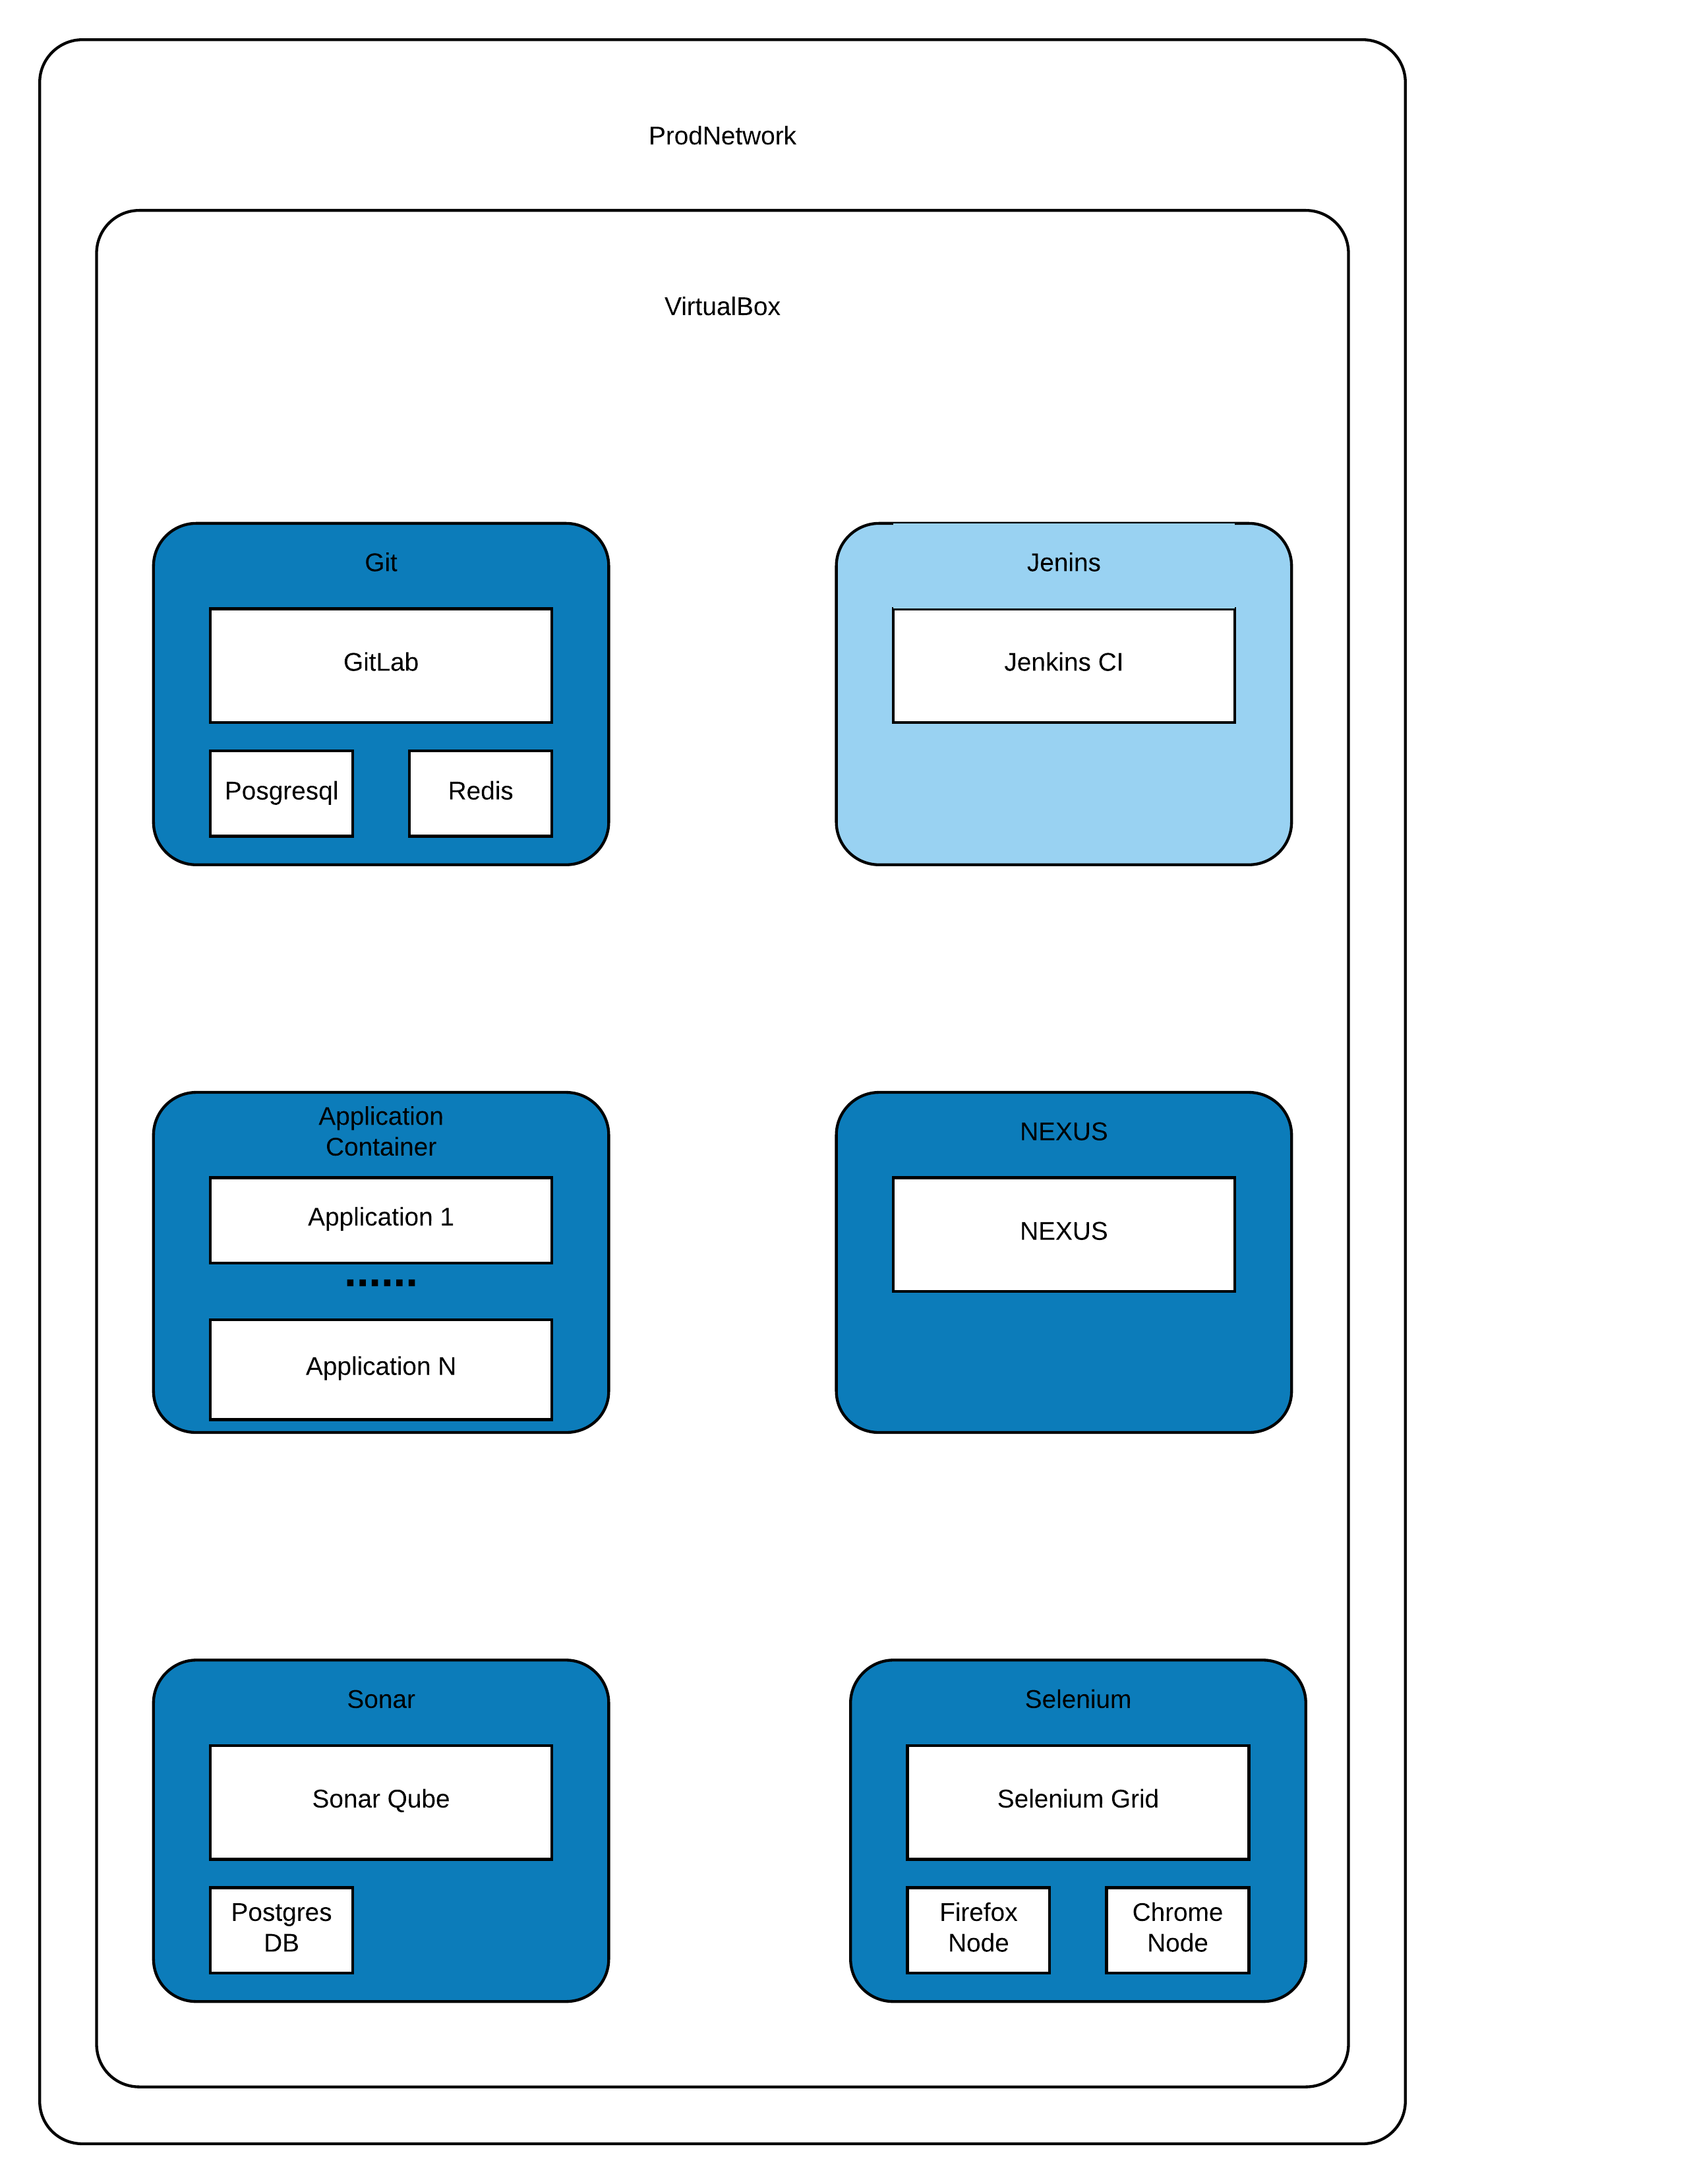 ProdNetwork
VirtualBox
Git
GitLab
Posgresql
Redis
Jenins
Jenkins CI
Application
Container
Application 1
......
Application N
NEXUS
NEXUS
Sonar
Sonar Qube
Postgres
DB
Selenium
Selenium Grid
Firefox
Node
Chrome
Node